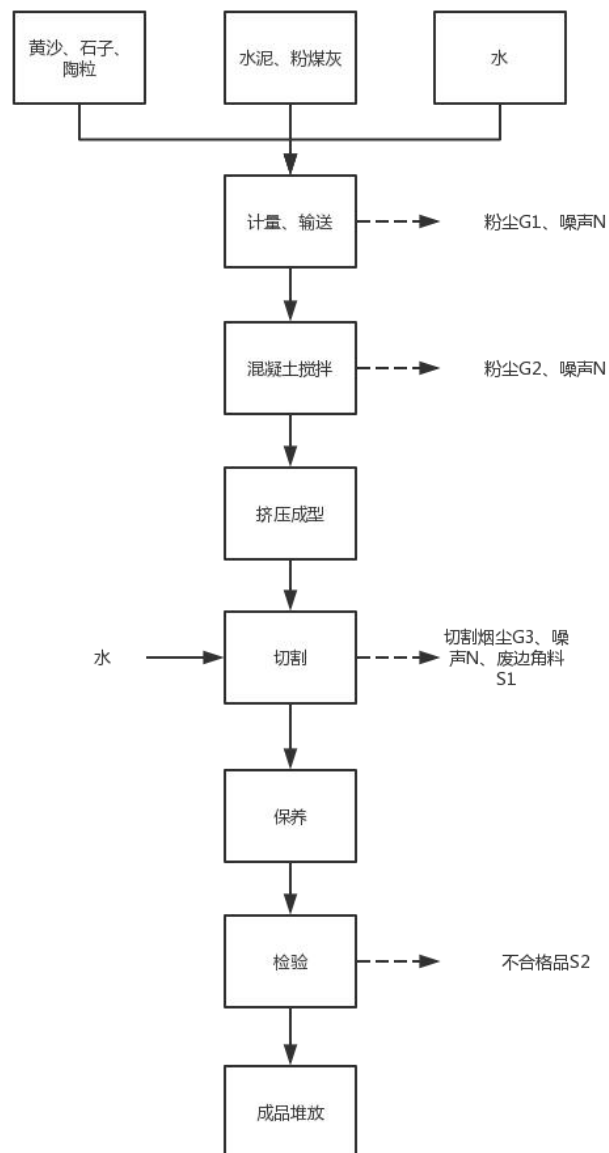 黄沙、石子、
陶粒
水泥、粉煤灰
水
计量、输送
粉尘G1、噪声N
混凝土搅拌
粉尘G2、噪声N
挤压成型
水
切割
切割烟尘G3、噪
声N、废边角料
S1
保养
检验
不合格品S2
成品堆放